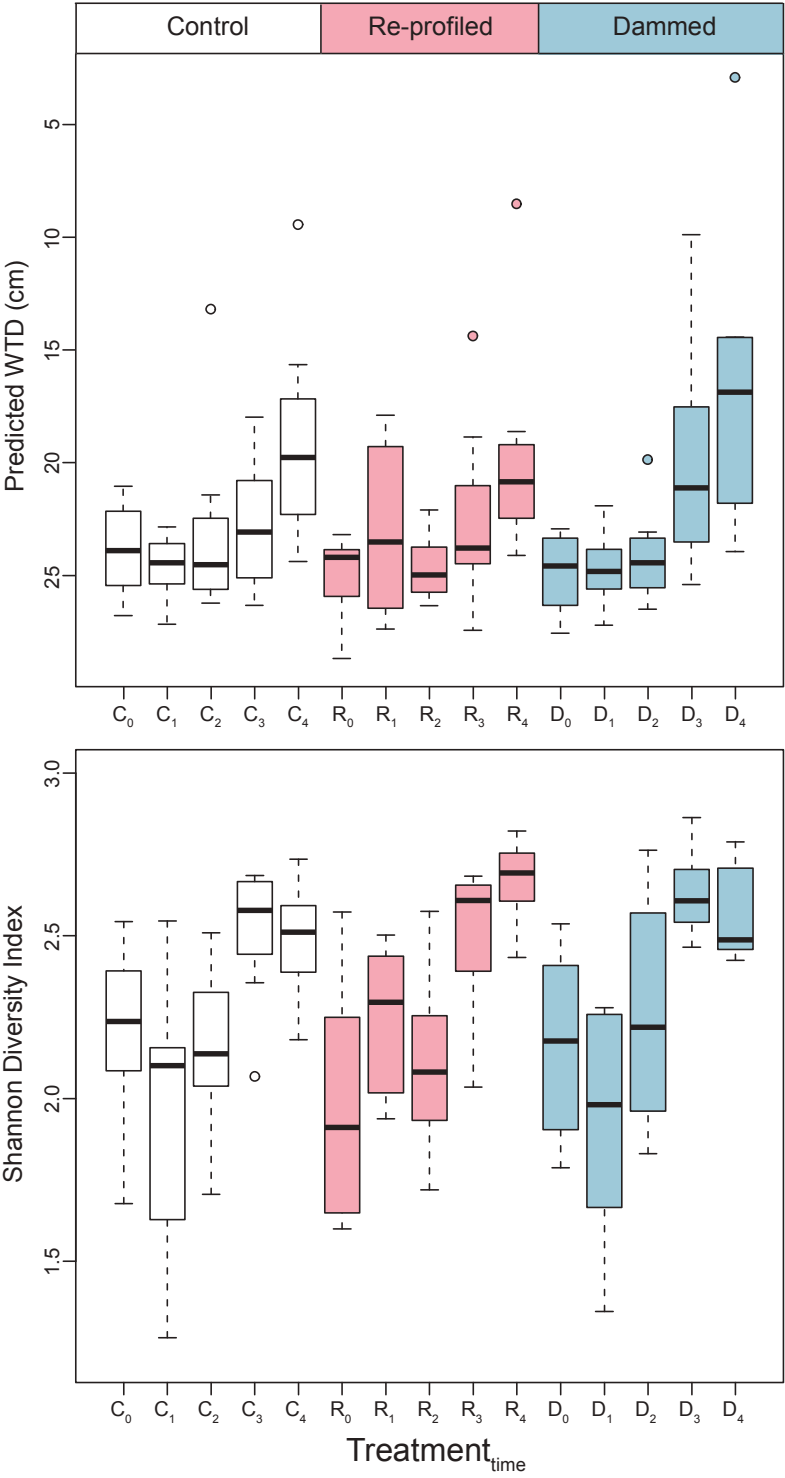 Control Re-profiled Dammed
5
10
15
20
25
Predicted WTD (cm)
C0 C1 C2 C3 C4 R0 R1 R2 R3 R4 D0 D1 D2 D3 D4
3.0
2.5
2.0
1.5
Shannon Diversity Index
C0 C1 C2 C3 C4 R0 R1 R2 R3 R4 D0 D1 D2 D3 D4
Treatmenttime